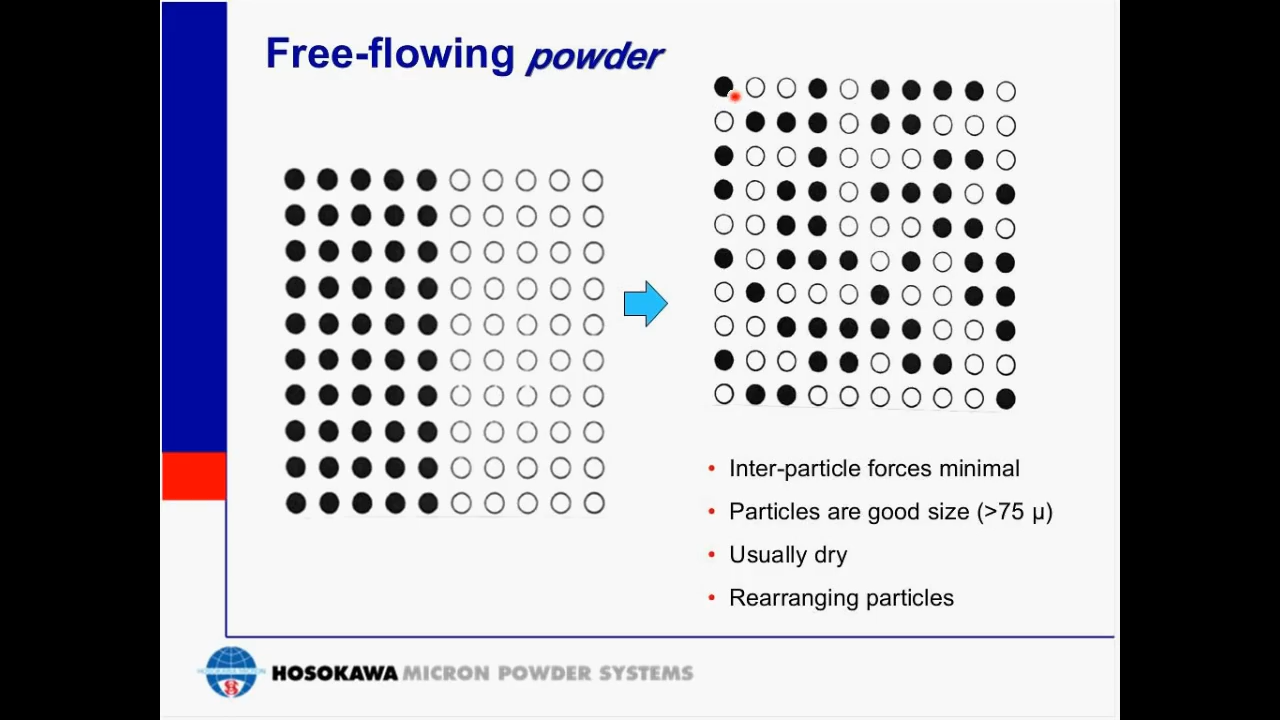 Free-flowing powder
• Inter-particle forces minimal
• Particles are good size (>75 μ)
• Usually dry
• Rearranging particles
HOSOKAWA MICRON POWDER SYSTEMS